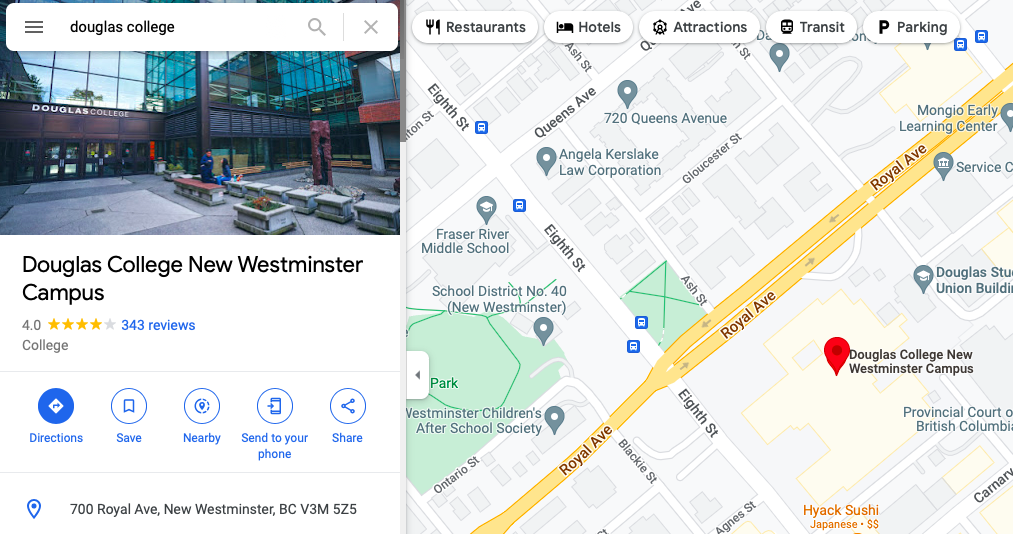 douglas college
DOUGLAS COLLEGE
Douglas College New Westminster
Campus
4.0
343 reviews
College
Directions
Save
Nearby
Send to your
phone
Share
700 Royal Ave, New Westminster, BC V3M 5Z5
Restaurants
Hotels
Attractions
Transit
Parking
Ash St
Eighth St
Queens Ave
720 Queens Avenue
Mongio Early
Learning Center
Angela Kerslake
Law Corporation
Gloucester St
Royal Ave
Service C
Fraser River
Middle School
Eighth St
School District No. 40
(New Westminster)
Ash St
Royal Ave
Douglas Stu
Union Buildin
Douglas College New
Westminster Campus
Park
Westminster Children's
After School Society
Eighth St
Provincial Court o
British Columbia
Royal Ave
Blackie St
Ontario St
Agnes St
Carnarv
Hyack Sushi
Japanese • $$